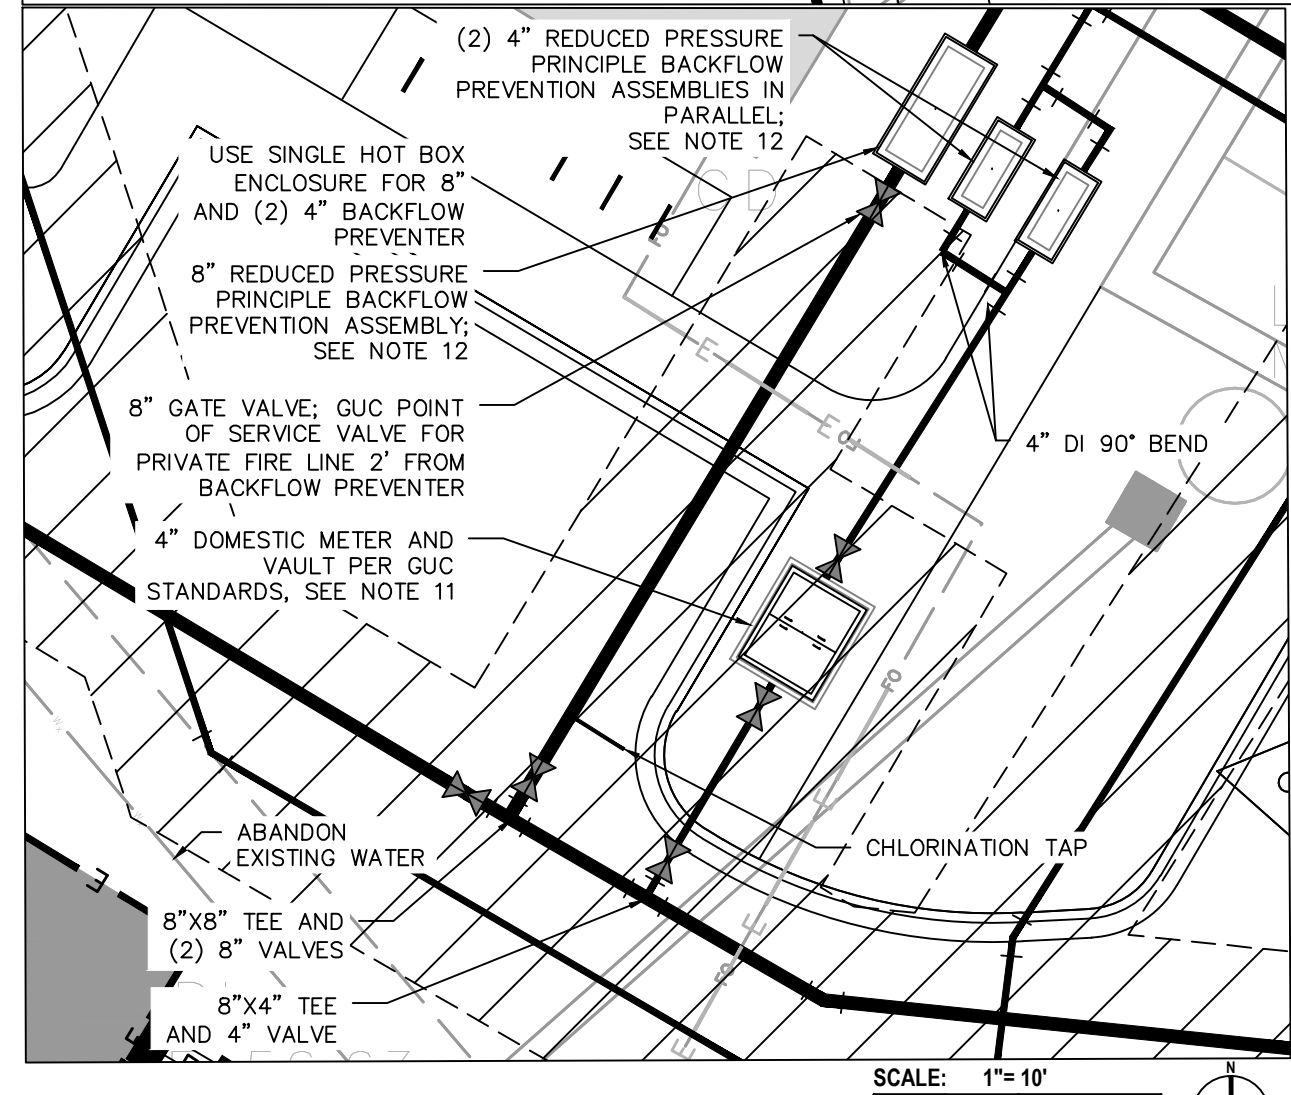 (2) 4” REDUCED PRESSURE
PRINCIPLE BACKFLOW
PREVENTION ASSEMBLIES IN
PARALLEL;
SEE NOTE 12
USE SINGLE HOT BOX
ENCLOSURE FOR 8”
AND (2) 4” BACKFLOW
PREVENTER
CD
8” REDUCED PRESSURE
PRINCIPLE BACKFLOW
PREVENTION ASSEMBLY;
SEE NOTE 12
E
E
8” GATE VALVE; GUC POINT
OF SERVICE VALVE FOR
PRIVATE FIRE LINE 2’ FROM
BACKFLOW PREVENTER
4” DI 90° BEND
4” DOMESTIC METER AND
VAULT PER GUC
STANDARDS, SEE NOTE 11
FO
ABANDON
EXISTING WATER
CHLORINATION TAP
E
8”X8” TEE AND
(2) 8” VALVES
E
FO
8”X4” TEE
AND 4” VALVE
E
SCALE: 1"= 10'
N